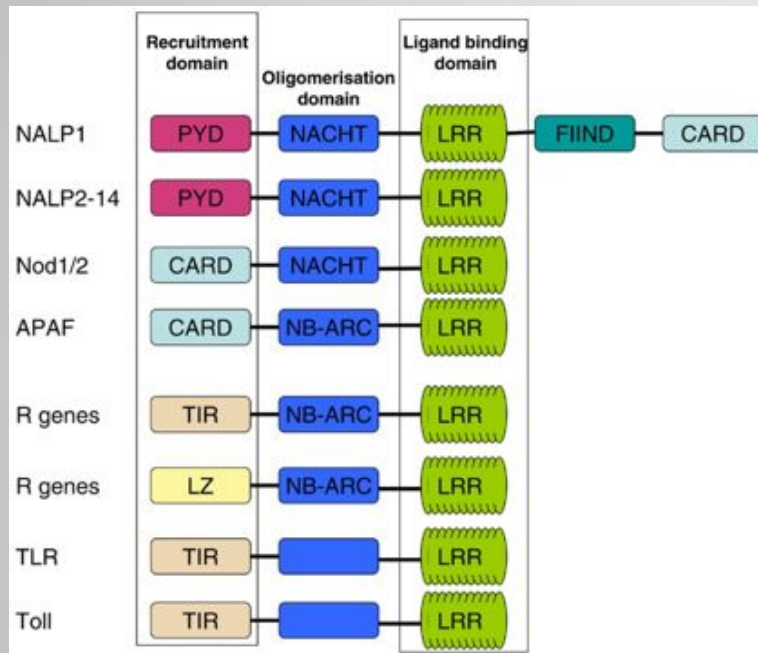 Recruitment
domain
Oligomerisation
domain
Ligand binding
domain
NALP1 PYD NACHT LRR FIIND CARD
NALP2-14 PYD NACHT LRR
Nod1/2 CARD NACHT LRR
APAF CARD NB-ARC LRR
R genes TIR NB-ARC LRR
R genes LZ NB-ARC LRR
TLR TIR LRR
Toll TIR LRR